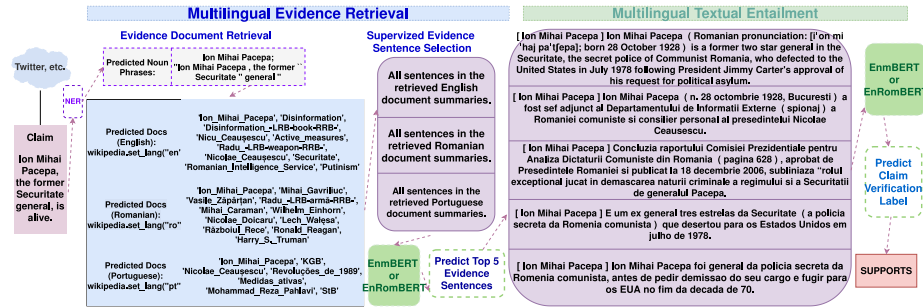 Multilingual Evidence Retrieval
Multilingual Textual Entailment
Evidence Document Retrieval
Supervized Evidence
Sentence Selection
Twitter, etc.
NER
Claim
Ion Mihai
Pacepa,
the former
Securitate
general, is
alive.
Predicted Noun
Phrases:
Ion Mihai Pacepa;
"Ion Mihai Pacepa , the former ``
Securitate " general "
Predicted Docs
(English):
wikipedia.set_lang("en"
'Ion_Mihai_Pacepa', 'Disinformation',
'Disinformation_-LRB-book-RRB-',
'Nicu_Ceaușescu', 'Active_measures'
'Radu_-LRB-weapon-RRB-',
'Nicolae_Ceaușescu', 'Securitate'
'Romanian_Intelligence_Service', 'Putinism'
Predicted Docs
(Romanian):
wikipedia.set_lang("ro"
'Ion_Mihai_Pacepa', 'Mihai_Gavriliuc',
'Vasile_Zăpârțan', 'Radu_-LRB-armă-RRB-',
'Mihai_Caraman', 'Wilhelm_Einhorn',
'Nicolae_Doicaru', 'Lech_Wałęsa',
'Războiul_Rece', 'Ronald_Reagan',
'Harry_S._Truman'
Predicted Docs
(Portuguese):
wikipedia.set_lang("pt"
'Ion_Mihai_Pacepa', 'KGB'
'Nicolae_Ceaușescu', 'Revoluções_de_1989',
'Medidas_ativas',
'Mohammad_Reza_Pahlavi', 'StB'
All sentences in the
retrieved English
document summaries.
All sentences in the
retrieved Romanian
document summaries.
All sentences in the
retrieved Portuguese
document summaries.
EnmBERT
or
EnRomBERT
Predict Top 5
Evidence
Sentences
[ Ion Mihai Pacepa ] Ion Mihai Pacepa ( Romanian pronunciation: [i'on mi
'haj pa'tʃepa]; born 28 October 1928 ) is a former two star general in the
Securitate, the secret police of Communist Romania, who defected to the
United States in July 1978 following President Jimmy Carter's approval of
his request for political asylum.
[ Ion Mihai Pacepa ] Ion Mihai Pacepa ( n. 28 octombrie 1928, Bucuresti ) a
fost sef adjunct al Departamentului de Informatii Externe ( spionaj ) a
Romaniei comuniste si consilier personal al presedintelui Nicolae
Ceausescu.
[ Ion Mihai Pacepa ] Concluzia raportului Comisiei Prezidentiale pentru
Analiza Dictaturii Comuniste din Romania ( pagina 628 ) , aprobat de
Presedintele Romaniei si publicat la 18 decembrie 2006, subliniaza "rolul
exceptional jucat in demascarea naturii criminale a regimului si a Securitatii
de generalul Pacepa.
[ Ion Mihai Pacepa ] E um ex general tres estrelas da Securitate ( a policia
secreta da Romenia comunista ) que desertou para os Estados Unidos em
julho de 1978.
[ Ion Mihai Pacepa ] Ion Mihai Pacepa foi general da policia secreta da
Romenia comunista, antes de pedir demissao do seu cargo e fugir para
os EUA no fim da decada de 70.
EnmBERT
or
EnRomBERT
Predict
Claim
Verification
Label
SUPPORTS